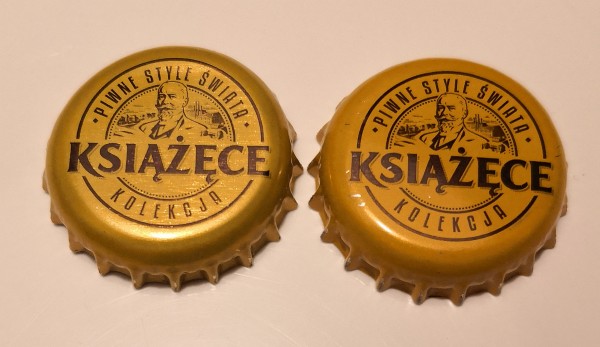 PIWNE STYLE ŚWIATA
KSIĄŻĘCE
KOLEKCJA
PIWNE STYLE ŚWIATA
KSIĄŻĘCE
KOLEKCJA